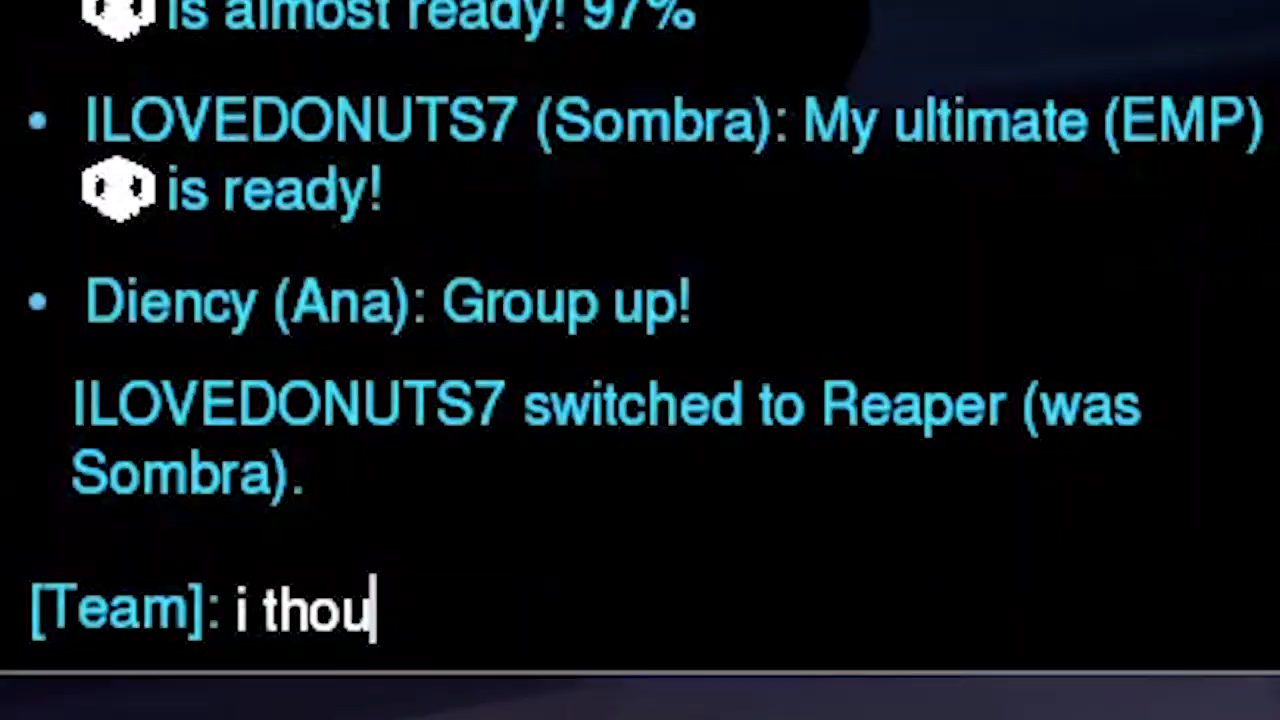 is almost ready! 97%
• ILOVEDONUTS7 (Sombra): My ultimate (EMP)
is ready!
• Diency (Ana): Group up!
ILOVEDONUTS7 switched to Reaper (was
Sombra).
[Team]: i thou